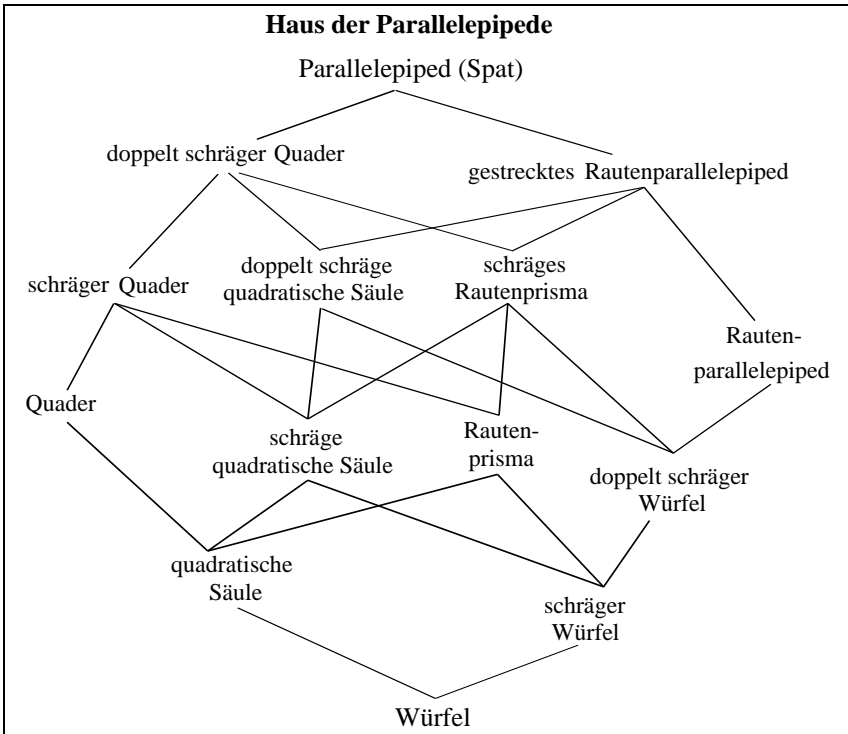 Haus der Parallelepipede
Parallelepiped (Spat)
doppelt schräger Quader
gestrecktes Rautenparallelepiped
schräger Quader
doppelt schräge
quadratische Säule
schräges
Rautenprisma
Rauten-
parallelepiped
Quader
schräge
quadratische Säule
Rauten-
prisma
doppelt schräger
Würfel
quadratische
Säule
schräger
Würfel
Würfel